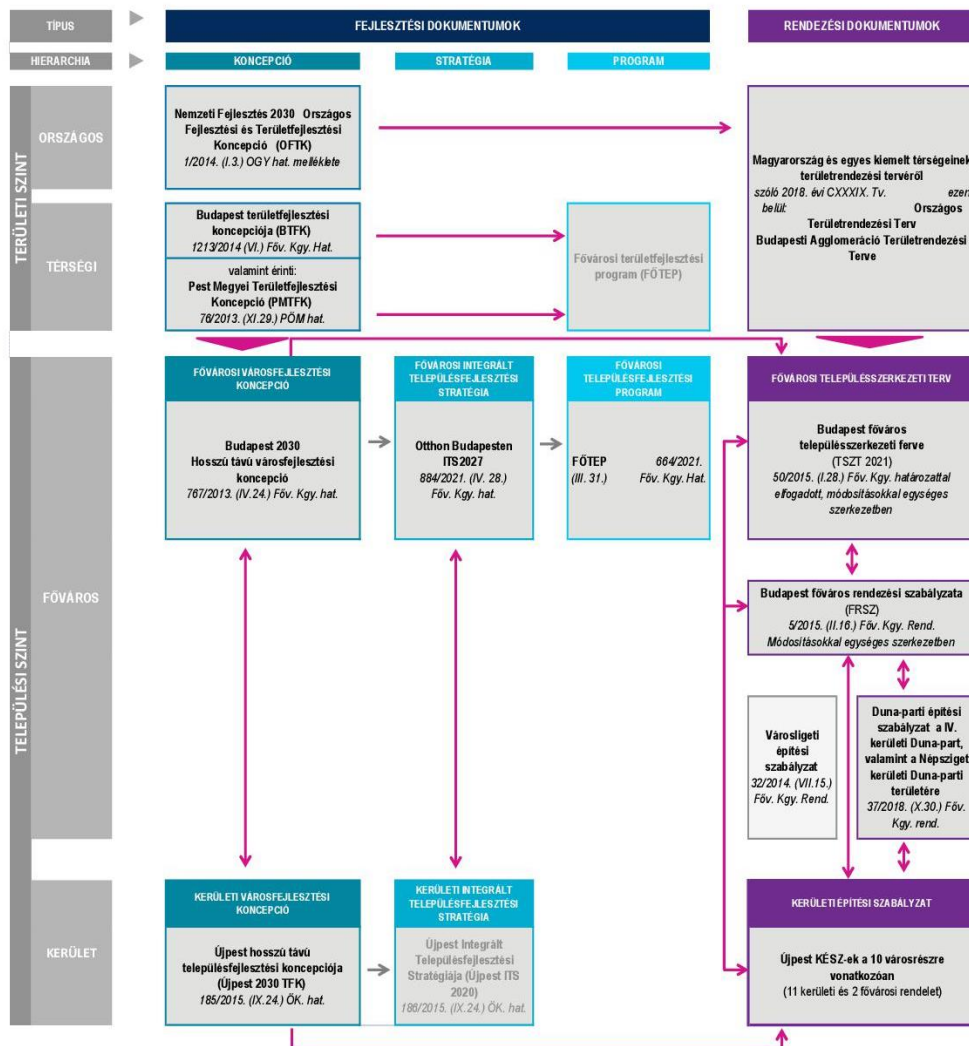 TÍPUS
FEJLESZTÉSI DOKUMENTUMOK
RENDEZÉSI DOKUMENTUMOK
HIERARCHIA
KONCEPCIÓ
STRATÉGIA
PROGRAM
TERÜLETI SZINT
ORSZÁGOS
Nemzeti Fejlesztés 2030 Országos
Fejlesztési és Területfejlesztési
Koncepció (OFTK)
1/2014. (I.3.) OGY hat. melléklete
Magyarország és egyes kiemelt térségeinek
területrendezési tervéről
szóló 2018. évi CXXXIX. Tv. ezen
belül: Országos
Területrendezési Terv
Budapesti Agglomeráció Területrendezési
Terve
TÉRSÉGI
Budapest területfejlesztési
koncepciója (BTFK)
1213/2014 (VI.) Főv. Kgy. Hat.
valamint érinti:
Pest Megyei Területfejlesztési
Koncepció (PMTFK)
76/2013. (XI.29.) PÖM hat.
Fővárosi területfejlesztési
program (FŐTEP)
TELEPÜLÉSI SZINT
FŐVÁROS
FŐVÁROSI VÁROSFEJLESZTÉSI
KONCEPCIÓ
Budapest 2030
Hosszú távú városfejlesztési
koncepció
767/2013. (IV.24.) Főv. Kgy. hat.
FŐVÁROSI INTEGRÁLT
TELEPÜLÉSFEJLESZTÉSI
STRATÉGIA
Otthon Budapesten
ITS2027
884/2021. (IV. 28.)
Főv. Kgy. hat.
FŐVÁROSI
TELEPÜLÉSFEJLESZTÉSI
PROGRAM
FŐTEP 664/2021.
(III. 31.) Főv. Kgy. Hat.
FŐVÁROSI TELEPÜLÉSSZERKEZETI TERV
Budapest főváros
településszerkezeti ferve
(TSZT 2021)
50/2015. (I.28.) Főv. Kgy. határozattal
elfogadott, módosításokkal egységes
szerkezetben
Budapest főváros rendezési szabályzata
(FRSZ)
5/2015. (II.16.) Főv. Kgy. Rend.
Módosításokkal egységes szerkezetben
Városligeti
építési
szabályzat
32/2014. (VII.15.)
Főv. Kgy. Rend.
Duna-parti építési
szabályzat a IV.
kerületi Duna-part,
valamint a Népsziget
kerületi Duna-parti
területére
37/2018. (X.30.) Főv.
Kgy. rend.
KERÜLET
KERÜLETI VÁROSFEJLESZTÉSI
KONCEPCIÓ
Újpest hosszú távú
településfejlesztési koncepciója
(Újpest 2030 TFK)
185/2015. (IX.24.) ÖK. hat.
KERÜLETI INTEGRÁLT
TELEPÜLÉSFEJLESZTÉSI
STRATÉGIA
Újpest Integrált
Településfejlesztési
Stratégiája (Újpest ITS
2020)
186/2015. (IX.24.) ÖK. hat.
KERÜLETI ÉPÍTÉSI SZABÁLYZAT
Újpest KÉSZ-ek a 10 városrészre
vonatkozóan
(11 kerületi és 2 fővárosi rendelet)